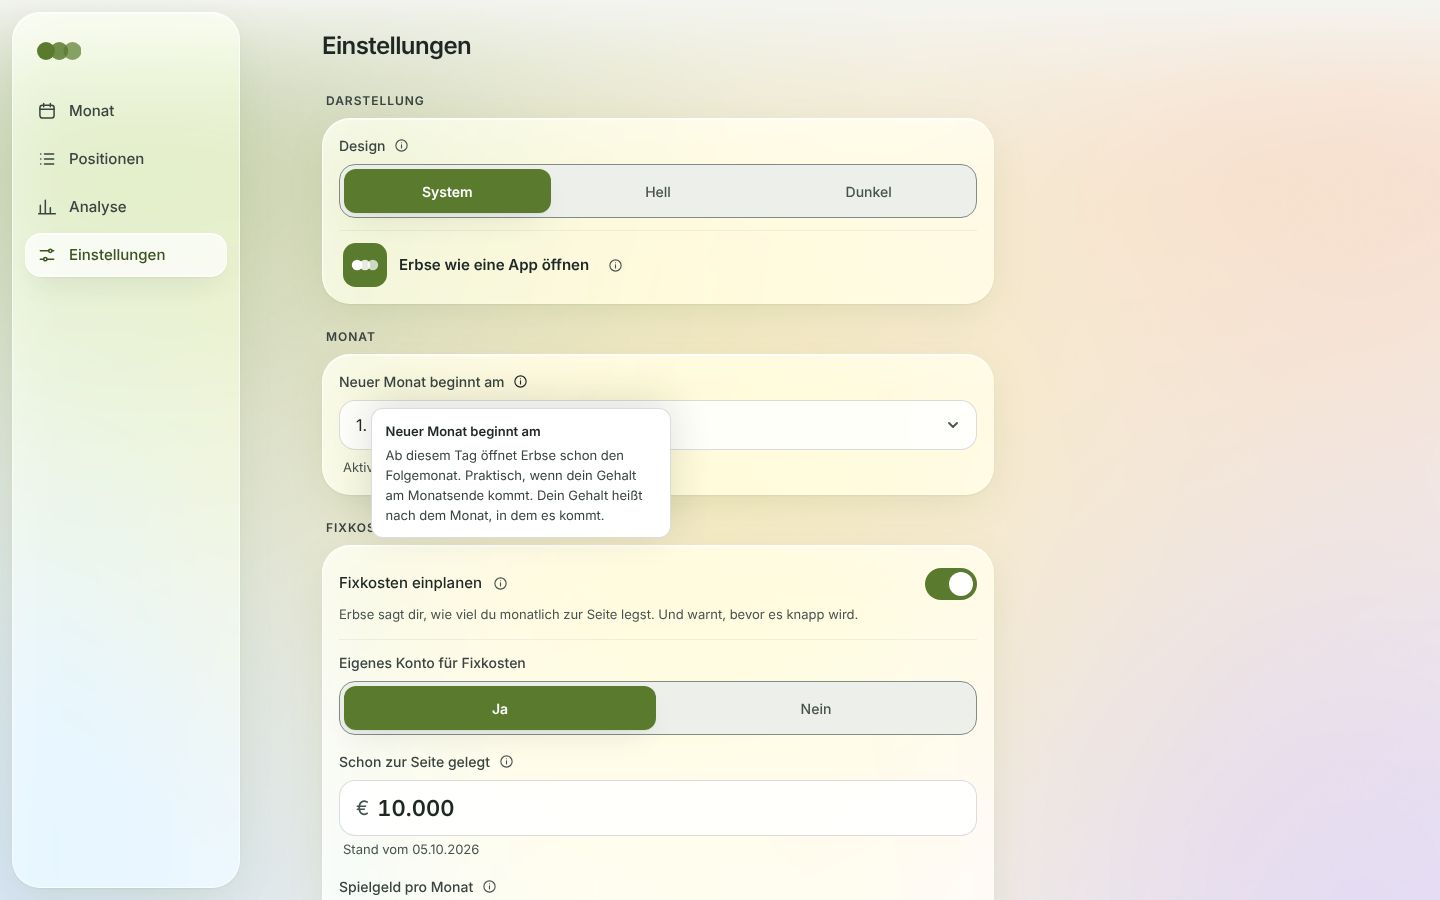 Einstellungen
Monat
Positionen
Analyse
Einstellungen
DARSTELLUNG
Design
System
Hell
Dunkel
Erbse wie eine App öffnen
MONAT
Neuer Monat beginnt am
1.
Neuer Monat beginnt am
Ab diesem Tag öffnet Erbse schon den
Folgemonat. Praktisch, wenn dein Gehalt
am Monatsende kommt. Dein Gehalt heißt
nach dem Monat, in dem es kommt.
Fixkosten einplanen
Erbse sagt dir, wie viel du monatlich zur Seite legst. Und warnt, bevor es knapp wird.
Eigenes Konto für Fixkosten
Ja
Nein
Schon zur Seite gelegt
€ 10.000
Stand vom 05.10.2026
Spielgeld pro Monat